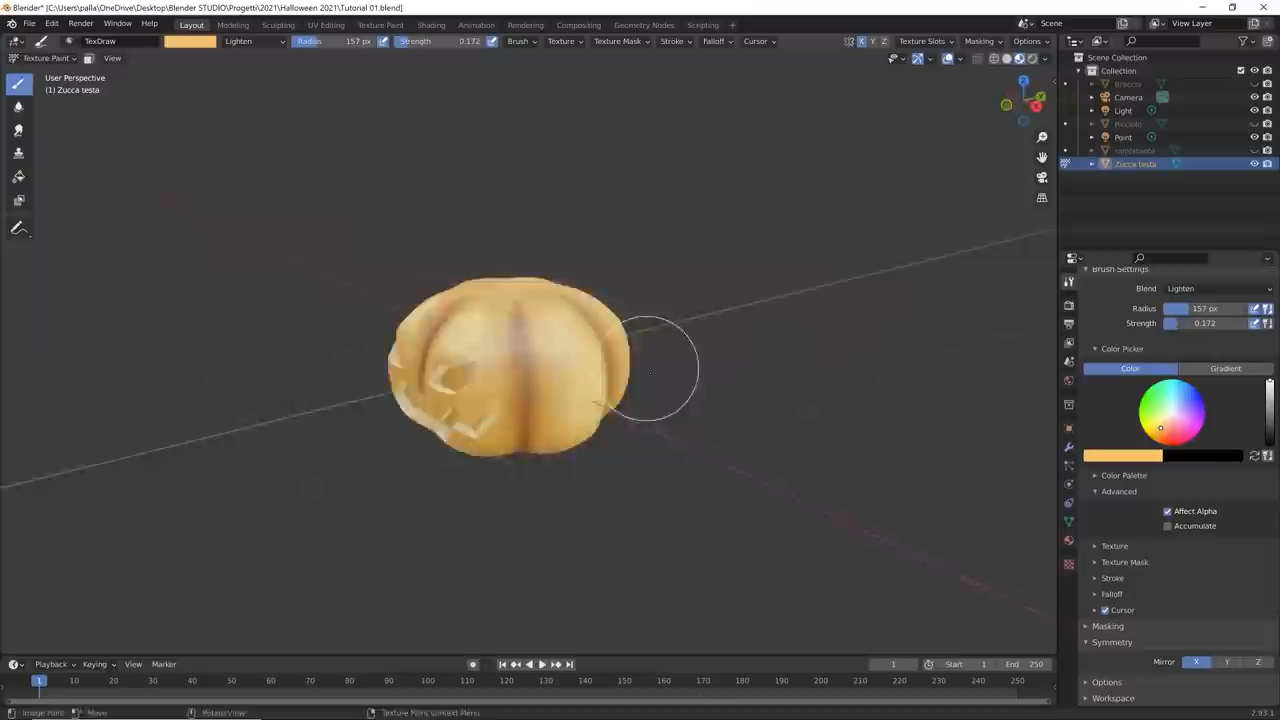 Blender* [C:\Users\palla\OneDrive\Desktop\Blender STUDIO\Progetti\2021\Halloween 2021\Tutorial 01.blend]
File Edit Render Window Help Layout Modeling Sculpting UV Editing Texture Paint Shading Animation Rendering Compositing Geometry Nodes Scripting + Scene View Layer
TexDraw Lighten Radius 157 px Strength 0.172 Brush Texture Texture Mask Stroke Falloff Cursor X Y Z Texture Slots Masking Options
Texture Paint View
Scene Collection
Collection
User Perspective
(1) Zucca testa
Braccio
Camera
Light
Picciolo
Point
Zucca testa
Z
Y
X
Brush Settings
Blend Lighten
Radius 157 px
Strength 0.172
Color Picker
Color Gradient
Color Palette
Advanced
Affect Alpha
Accumulate
Texture
Texture Mask
Stroke
Falloff
Cursor
Masking
Symmetry
Mirror X Y Z
Options
Workspace
Playback Keying View Marker 1 Start 1 End 250
1 10 20 30 40 50 60 70 80 90 100 110 120 130 140 150 160 170 180 190 200 210 220 230 240 250
Image Paint Move Rotate View Texture Paint Context Menu 2.93.1